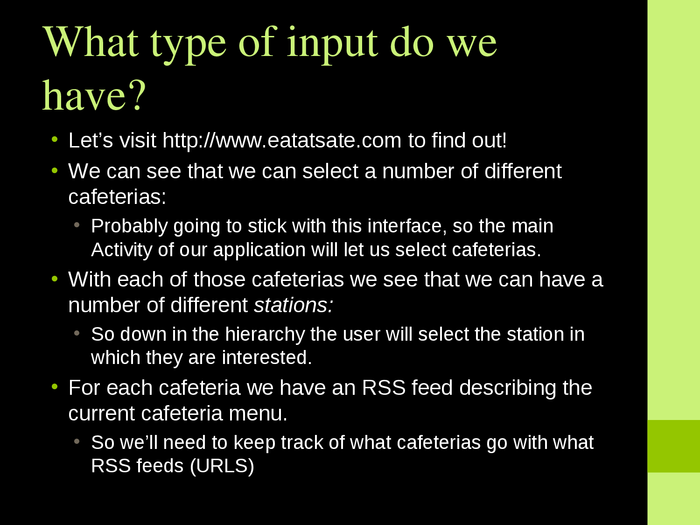 What type of input do we
have?
• Let’s visit http://www.eatatsate.com to find out!
• We can see that we can select a number of different
cafeterias:
• Probably going to stick with this interface, so the main
Activity of our application will let us select cafeterias.
• With each of those cafeterias we see that we can have a
number of different stations:
• So down in the hierarchy the user will select the station in
which they are interested.
• For each cafeteria we have an RSS feed describing the
current cafeteria menu.
• So we’ll need to keep track of what cafeterias go with what
RSS feeds (URLS)